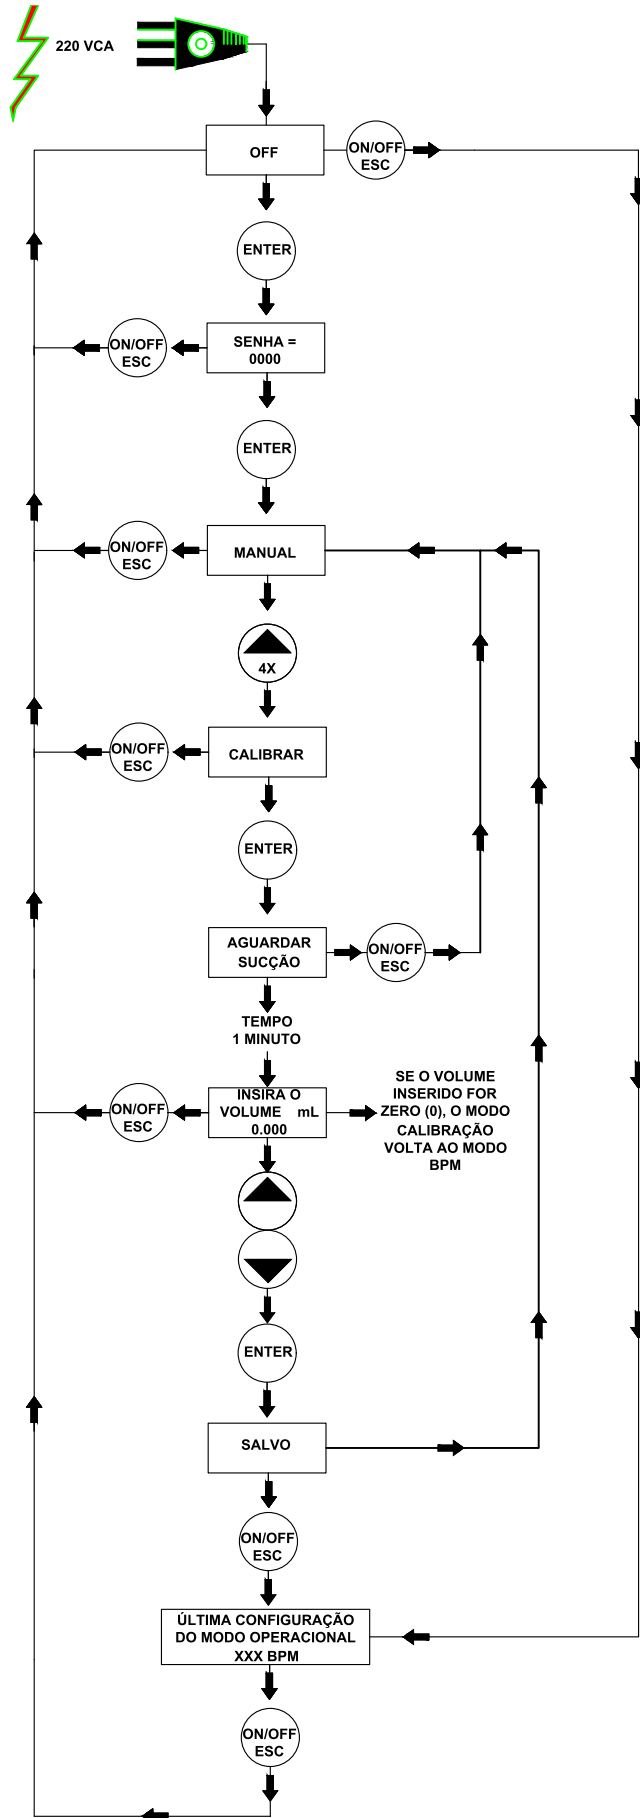 220 VCA
OFF
ON/OFF
ESC
ENTER
SENHA =
0000
ON/OFF
ESC
ENTER
MANUAL
ON/OFF
ESC
4X
CALIBRAR
ON/OFF
ESC
ENTER
AGUARDAR
SUCÇÃO
ON/OFF
ESC
TEMPO
1 MINUTO
INSIRA O
VOLUME mL
0.000
ON/OFF
ESC
SE O VOLUME
INSERIDO FOR
ZERO (0), O MODO
CALIBRAÇÃO
VOLTA AO MODO
BPM
ENTER
SALVO
ON/OFF
ESC
ÚLTIMA CONFIGURAÇÃO
DO MODO OPERACIONAL
XXX BPM
ON/OFF
ESC